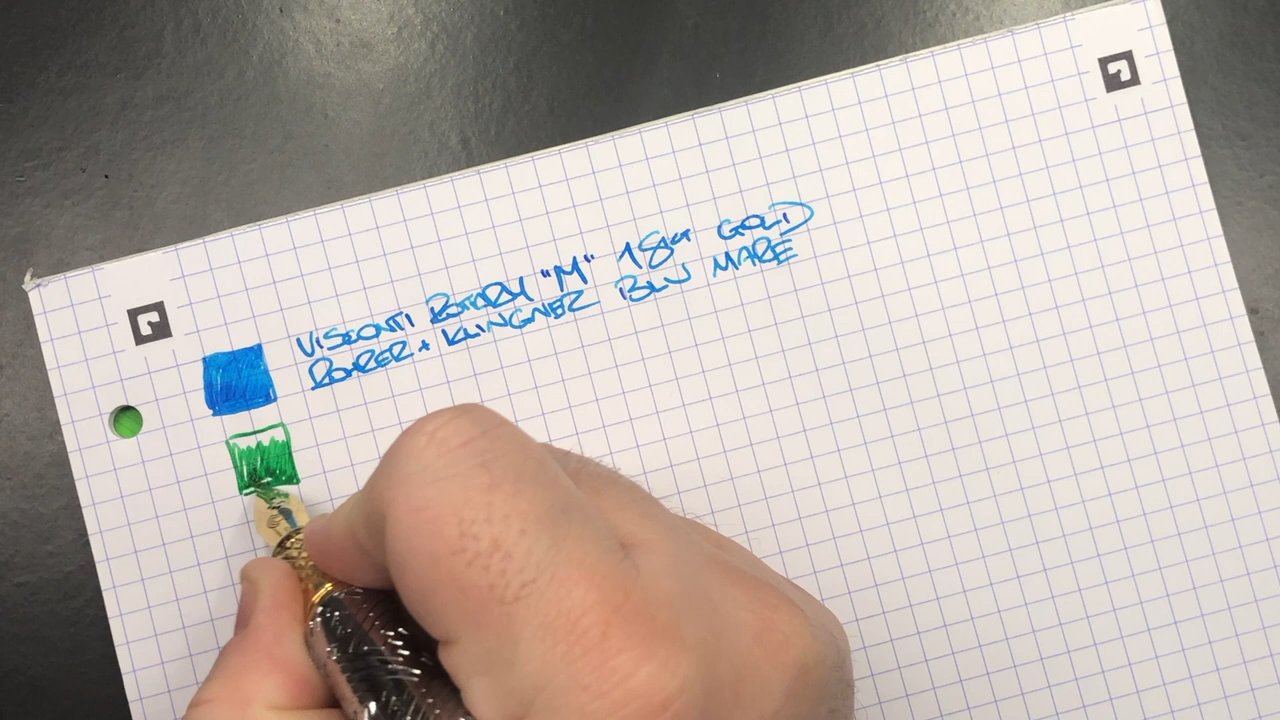 VISCONTI ROTARY "M" 18kt GOLD
ROHRER + KLINGNER BLU MARE